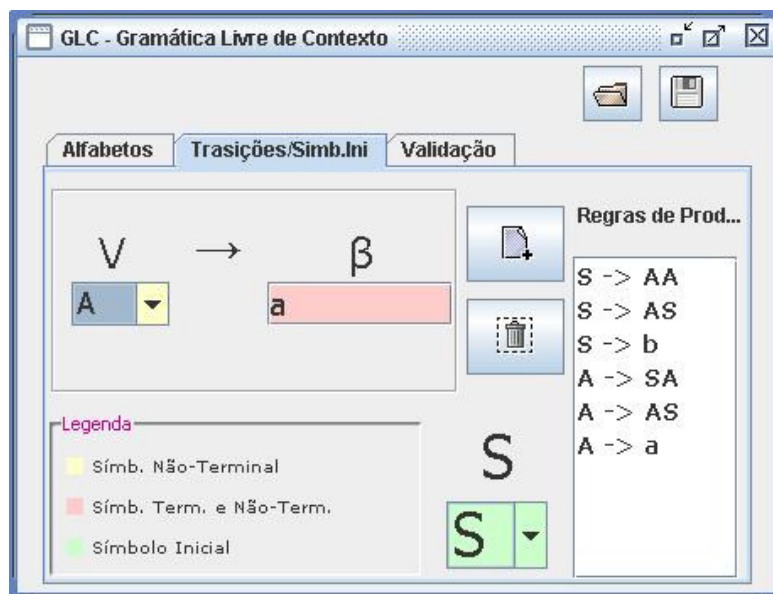 GLC - Gramática Livre de Contexto
Alfabetos Trasições/Simb.Ini Validação
V → β
A a
Regras de Prod...
S -> AA
S -> AS
S -> b
A -> SA
A -> AS
A -> a
Legenda
Símb. Não-Terminal
Símb. Term. e Não-Term.
Símbolo Inicial
S
S